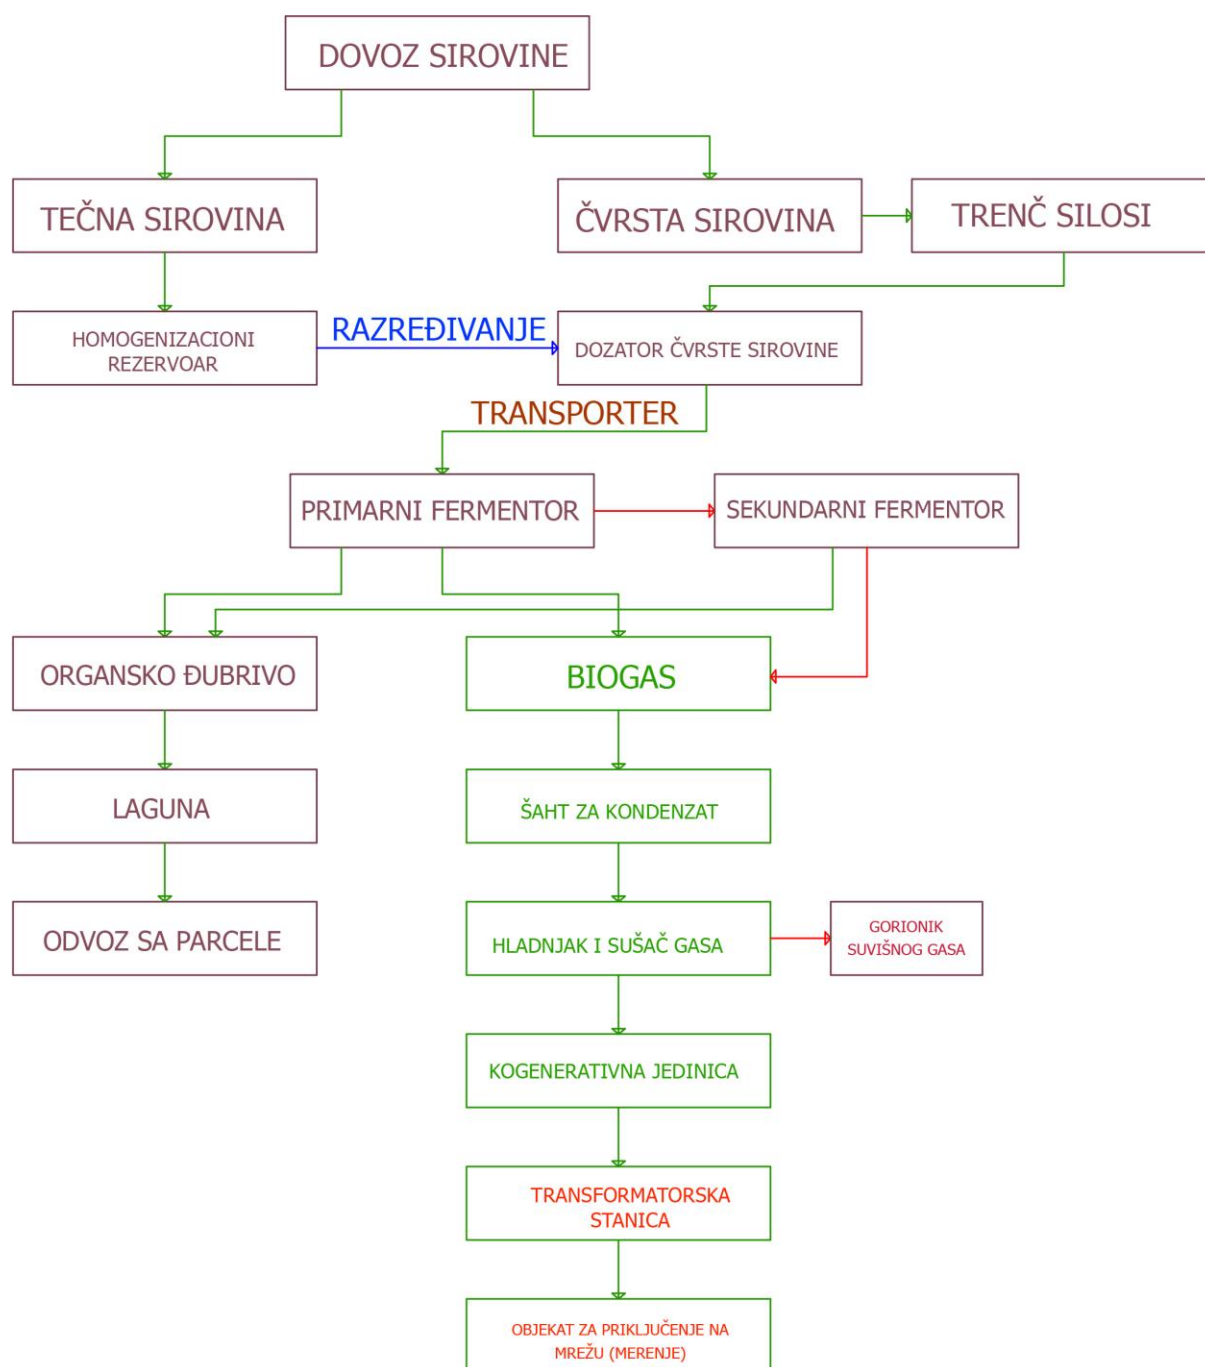 DOVOZ SIROVINE
TEČNA SIROVINA
ČVRSTA SIROVINA
TRENČ SILOSI
HOMOGENIZACIONI
REZERVOAR
RAZREĐIVANJE
DOZATOR ČVRSTE SIROVINE
TRANSPORTER
PRIMARNI FERMENTOR
SEKUNDARNI FERMENTOR
ORGANSKO ĐUBRIVO
BIOGAS
LAGUNA
ŠAHT ZA KONDENZAT
ODVOZ SA PARCELE
HLADNJAK I SUŠAČ GASA
GORIONIK
SUVIŠNOG GASA
KOGENERATIVNA JEDINICA
TRANSFORMATORSKA
STANICA
OBJEKAT ZA PRIKLJUČENJE NA
MREŽU (MERENJE)